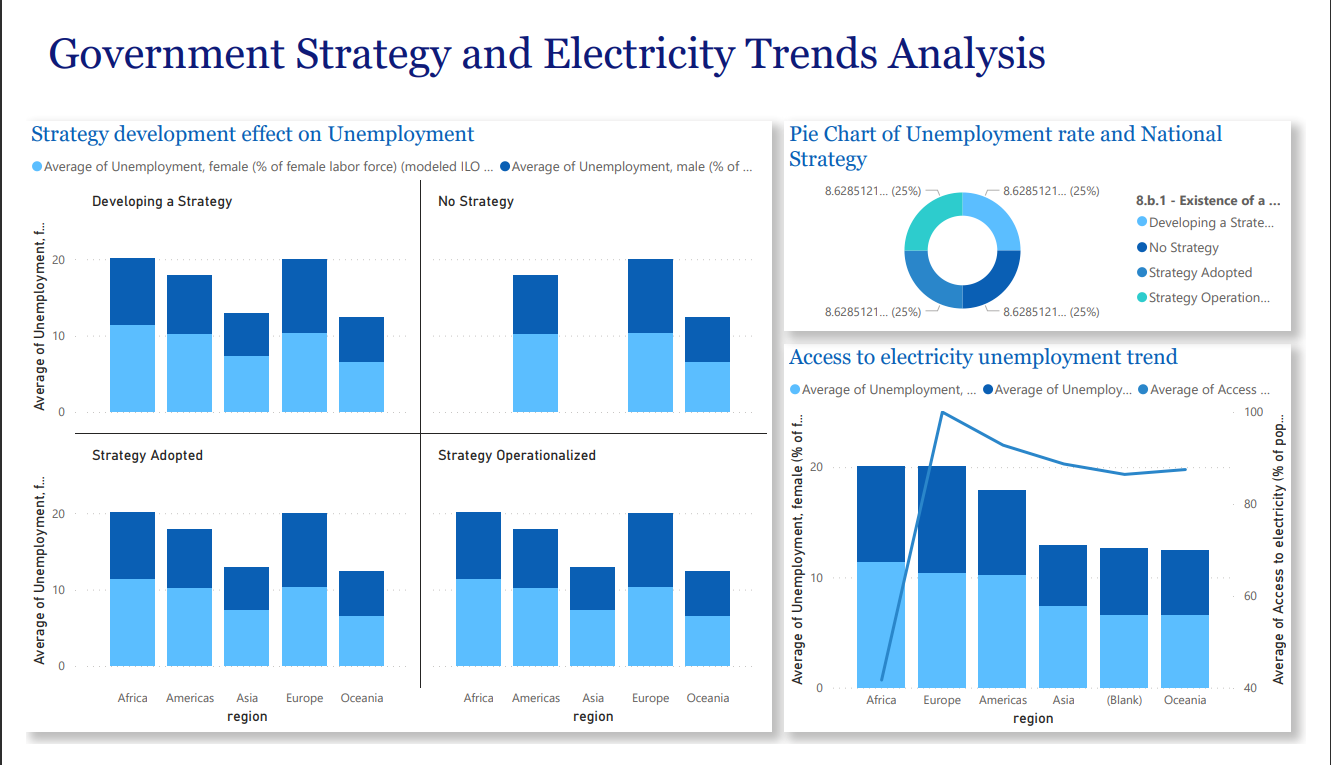 Government Strategy and Electricity Trends Analysis
Strategy development effect on Unemployment
Average of Unemployment, female (% of female labor force) (modeled ILO ... Average of Unemployment, male (% of ...
Developing a Strategy
No Strategy
Average of Unemployment, f...
20
10
0
Strategy Adopted
Strategy Operationalized
Average of Unemployment, f...
20
10
0
Africa Americas Asia Europe Oceania
region
Africa Americas Asia Europe Oceania
region
Pie Chart of Unemployment rate and National
Strategy
8.6285121... (25%)
8.6285121... (25%)
8.6285121... (25%)
8.6285121... (25%)
8.b.1 - Existence of a ...
Developing a Strate...
No Strategy
Strategy Adopted
Strategy Operation...
Access to electricity unemployment trend
Average of Unemployment, ... Average of Unemploy... Average of Access ...
Average of Unemployment, female (% of f...
20
10
0
100
80
60
40
Average of Access to electricity (% of pop...
Africa Europe Americas Asia (Blank) Oceania
region